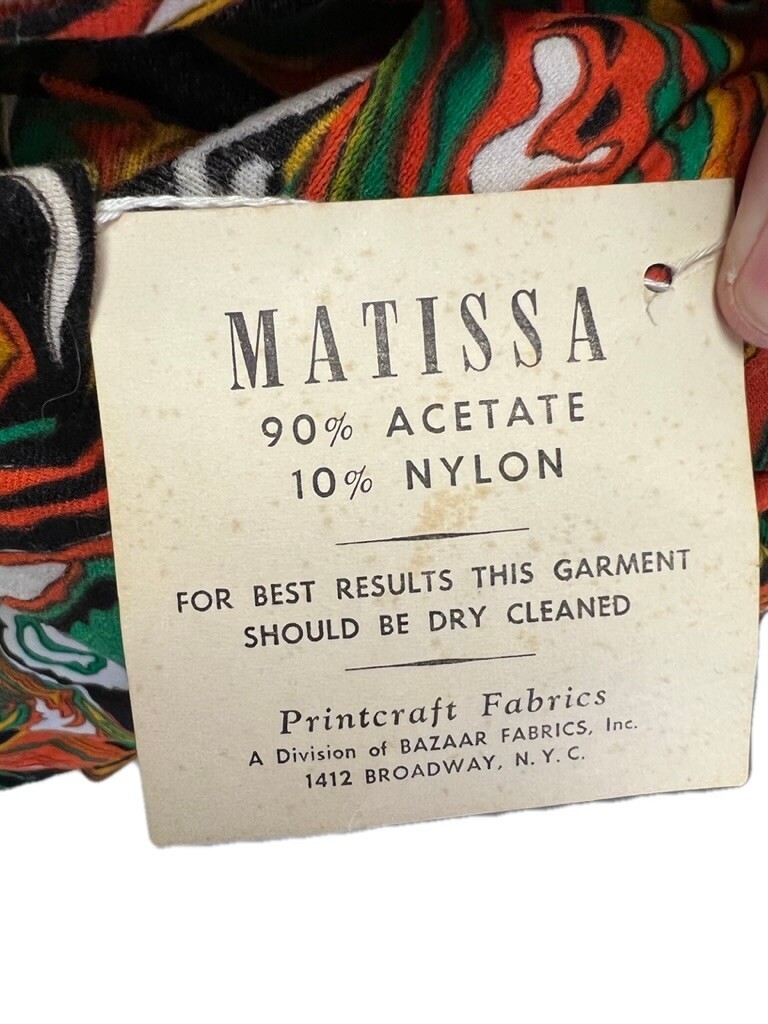 MATISSA
90% ACETATE
10% NYLON
FOR BEST RESULTS THIS GARMENT
SHOULD BE DRY CLEANED
Printcraft Fabrics
A Division of BAZAAR FABRICS, Inc.
1412 BROADWAY, N. Y. C.